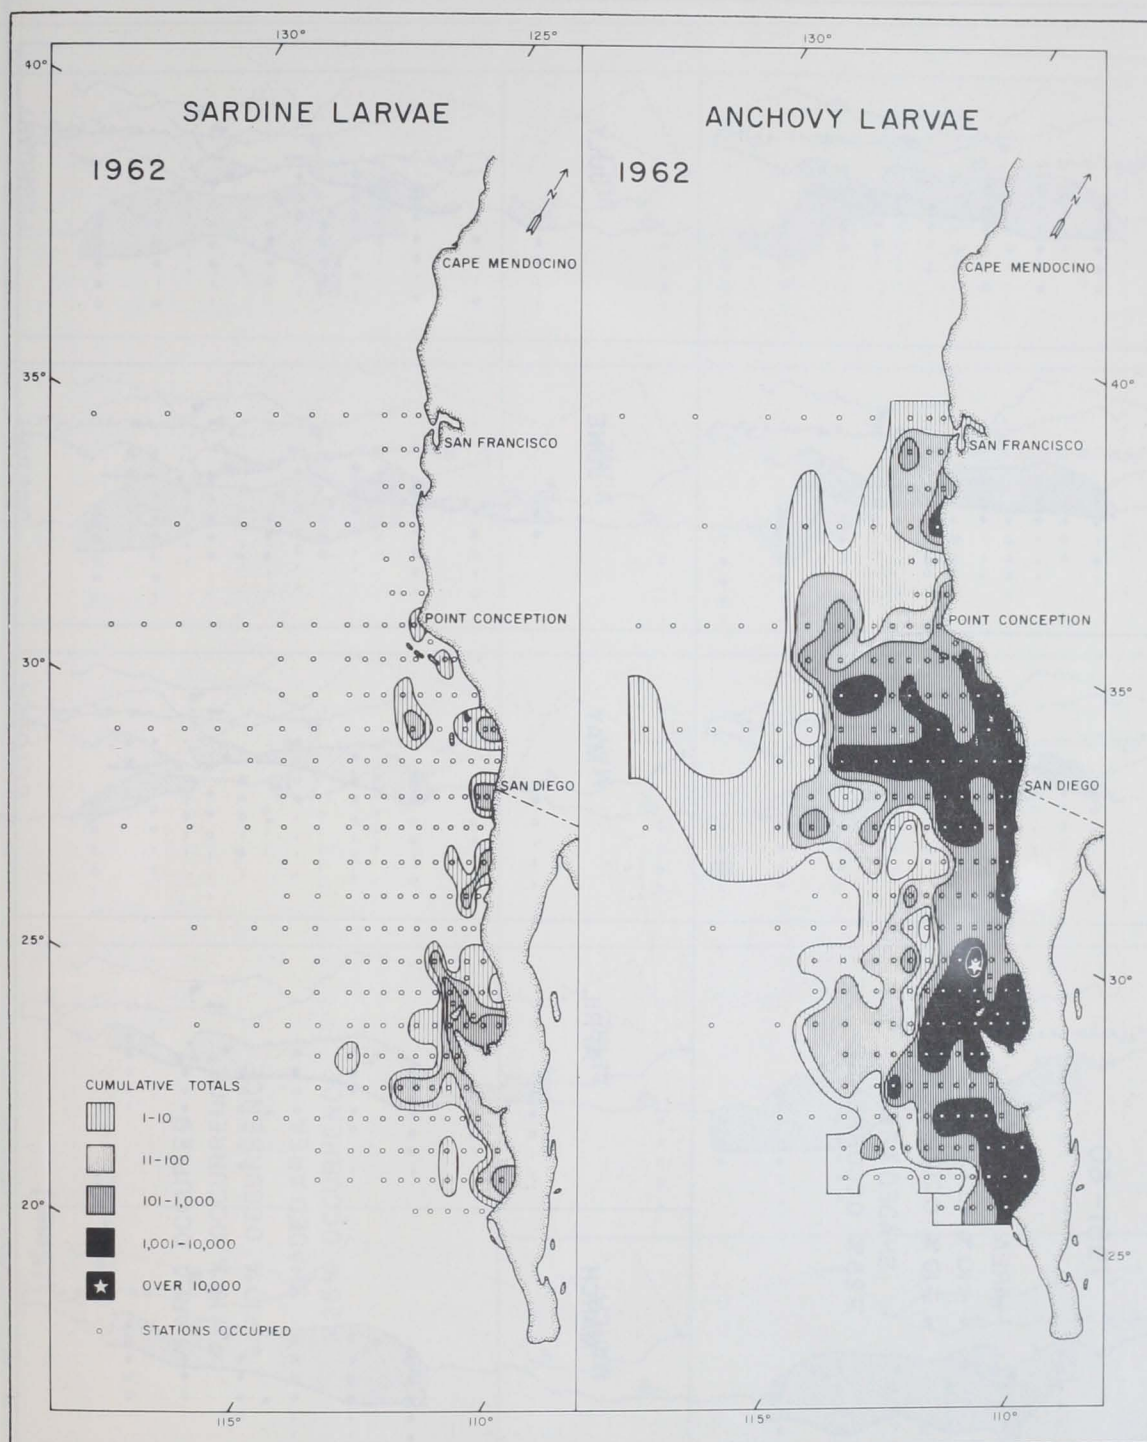 130° 125° 130°
40°
SARDINE LARVAE
ANCHOVY LARVAE
1962
1962
N
N
CAPE MENDOCINO
CAPE MENDOCINO
35°
40°
SAN FRANCISCO
SAN FRANCISCO
POINT CONCEPTION
POINT CONCEPTION
30°
35°
SAN DIEGO
SAN DIEGO
25°
30°
CUMULATIVE TOTALS
1-10
11-100
101-1,000
1,001-10,000
OVER 10,000
STATIONS OCCUPIED
20°
25°
115° 110° 115° 110°